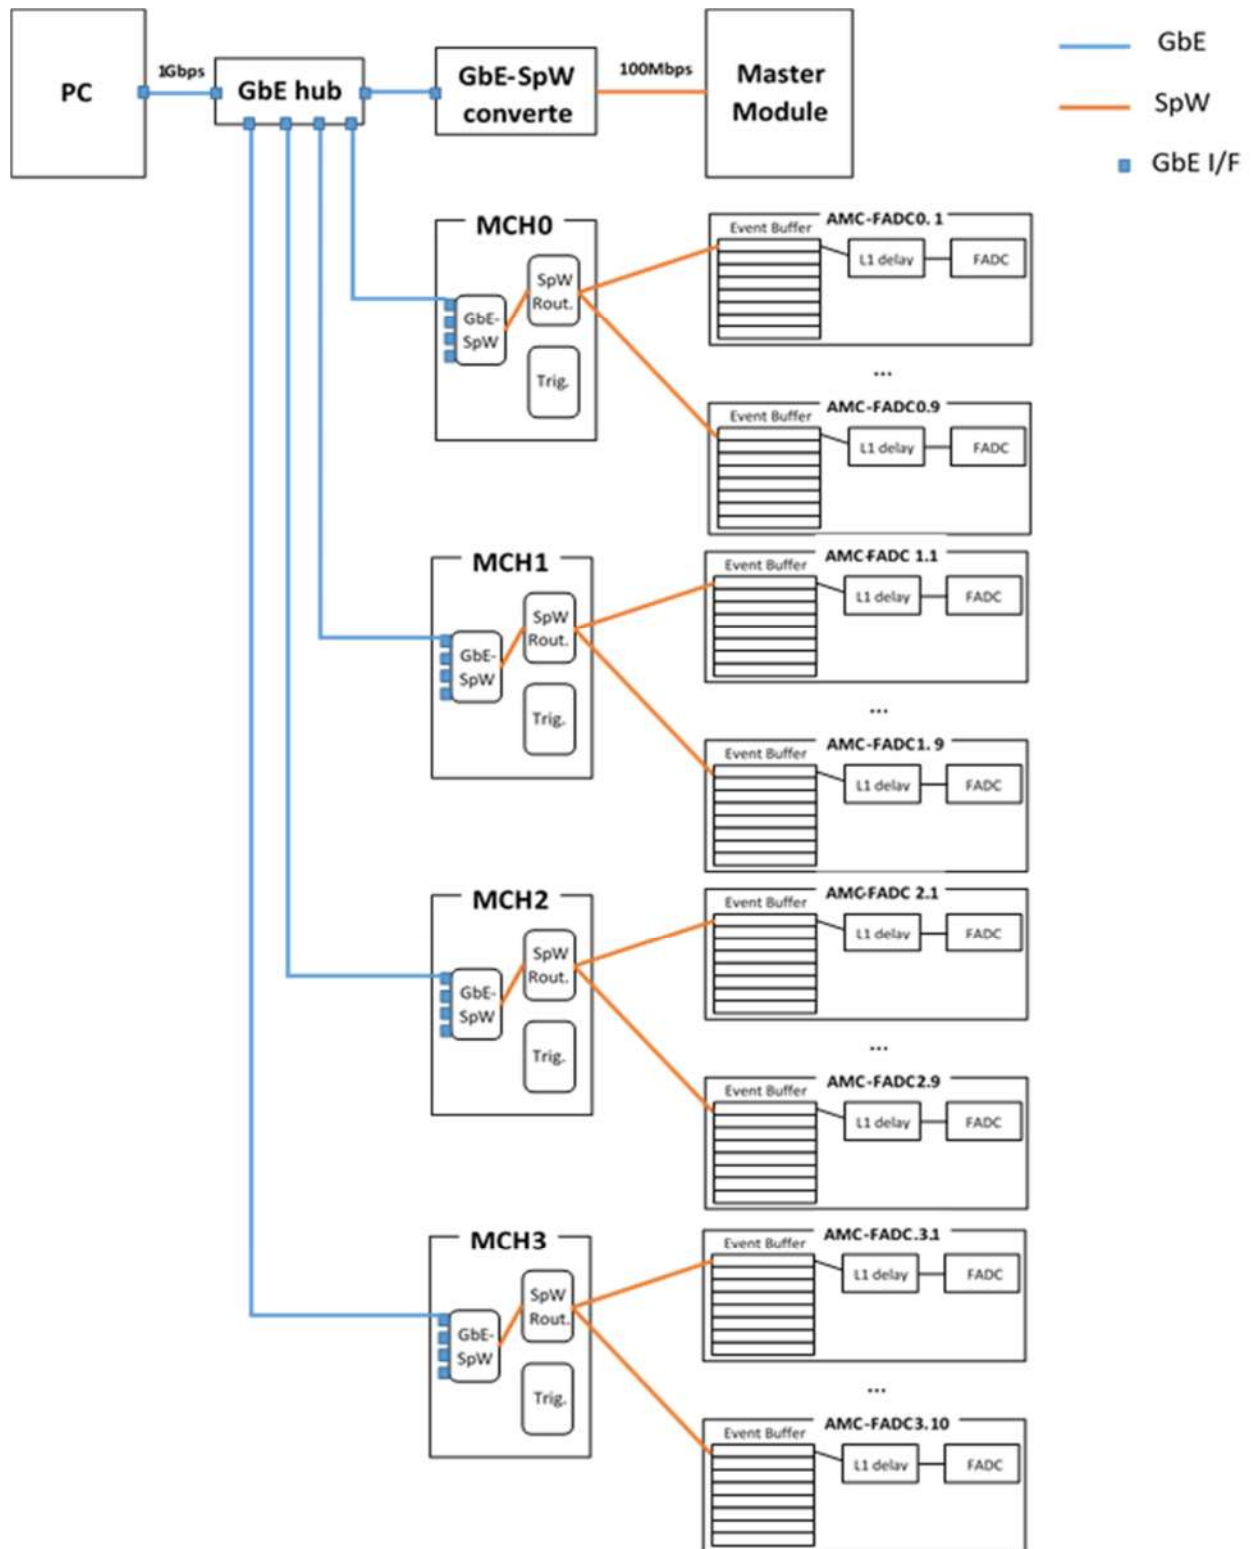 PC
1Gbps
GbE hub
GbE-SpW
converte
100Mbps
Master
Module
GbE
SpW
GbE I/F
MCH0
SpW
Rout.
GbE-
SpW
Trig.
AMC-FADC0. 1
Event Buffer
L1 delay
FADC
...
AMC-FADC0.9
Event Buffer
L1 delay
FADC
MCH1
SpW
Rout.
GbE-
SpW
Trig.
AMC-FADC 1.1
Event Buffer
L1 delay
FADC
...
AMC-FADC1. 9
Event Buffer
L1 delay
FADC
MCH2
SpW
Rout.
GbE-
SpW
Trig.
AMC-FADC 2.1
Event Buffer
L1 delay
FADC
...
AMC-FADC2.9
Event Buffer
L1 delay
FADC
MCH3
SpW
Rout.
GbE-
SpW
Trig.
AMC-FADC.3.1
Event Buffer
L1 delay
FADC
...
AMC-FADC3.10
Event Buffer
L1 delay
FADC